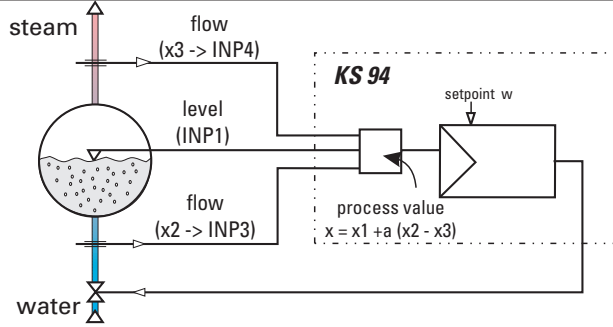 steam
flow
(x3 -> INP4)
KS 94
level
(INP1)
setpoint w
flow
(x2 -> INP3)
process value
x = x1 +a (x2 - x3)
water